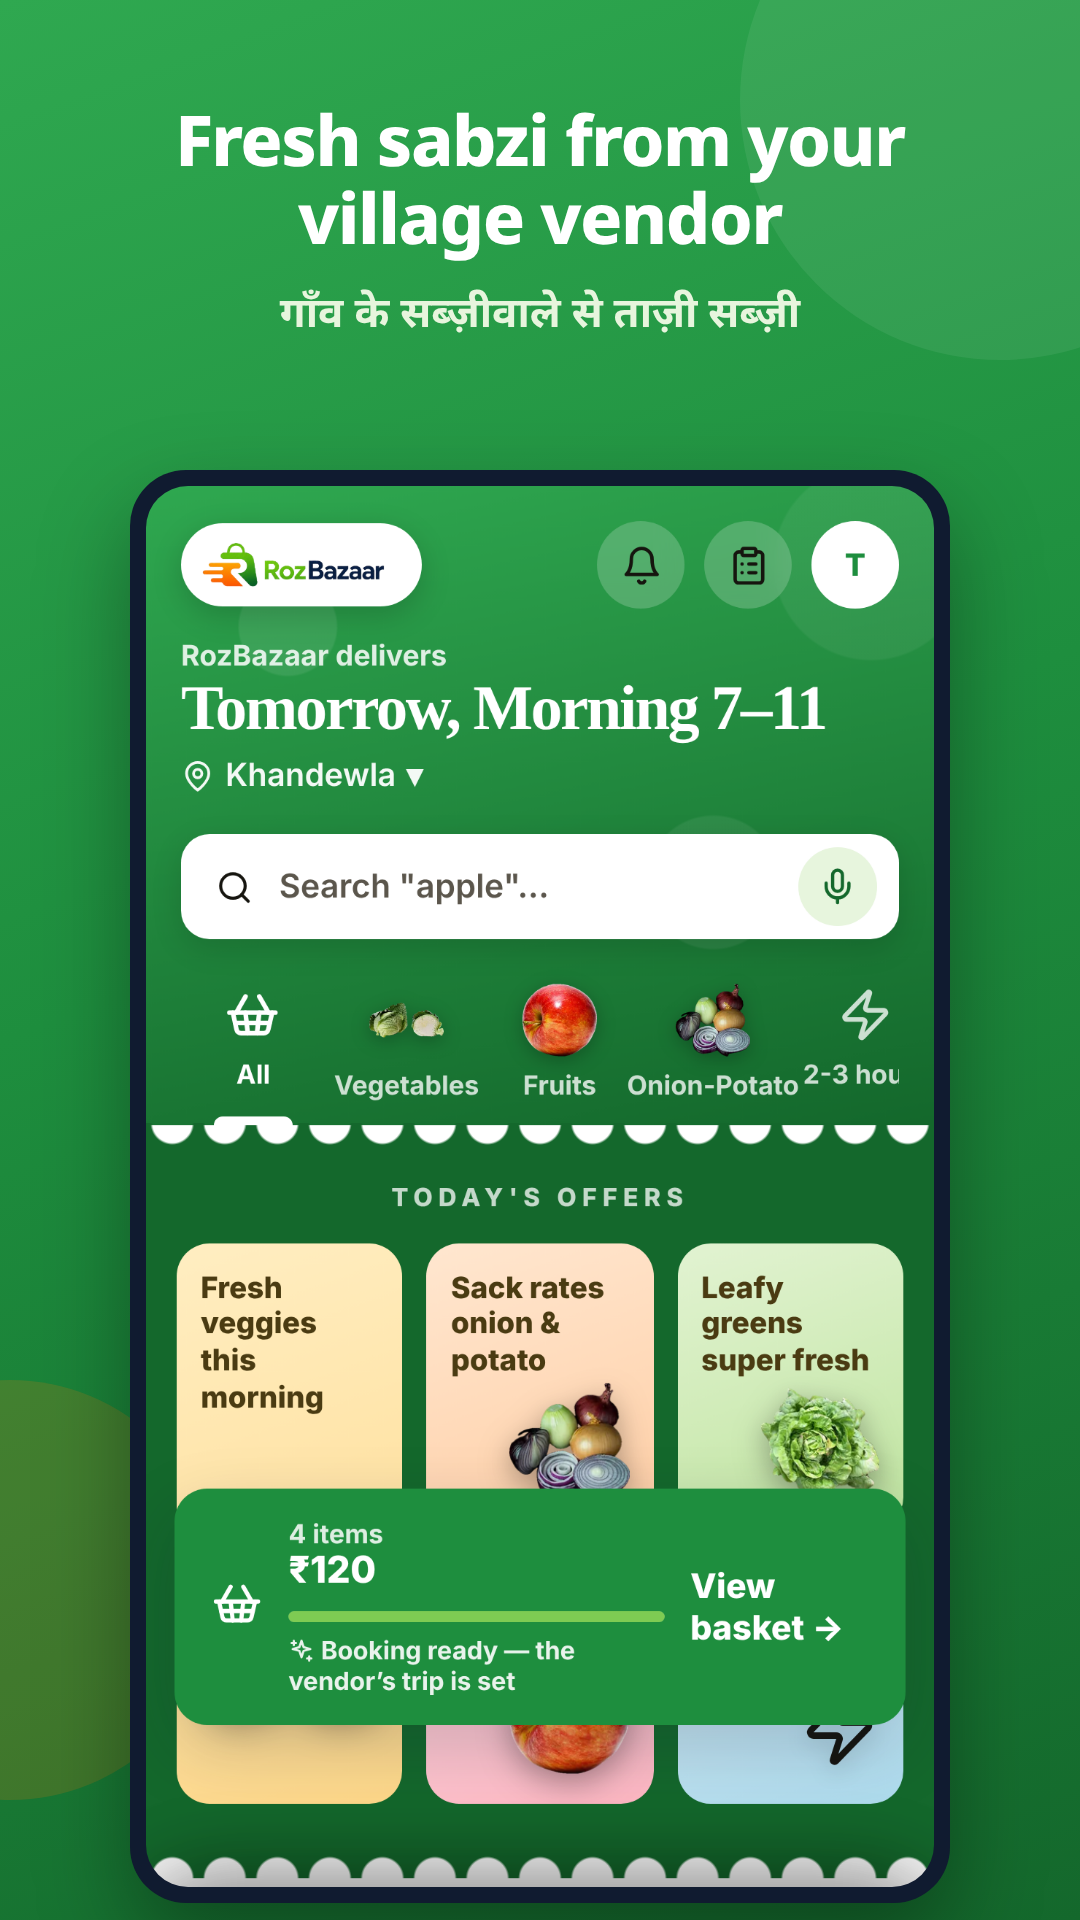 Fresh sabzi from your
village vendor
गाँव के सब्ज़ीवाले से ताज़ी सब्ज़ी
RozBazaar
T
RozBazaar delivers
Tomorrow, Morning 7–11
Khandewla ▼
Search "apple"...
All
Vegetables
Fruits
Onion-Potato
2-3 hou
TODAY'S OFFERS
Fresh
veggies
this
morning
Sack rates
onion &
potato
Leafy
greens
super fresh
4 items
₹120
Booking ready — the
vendor's trip is set
View
basket →